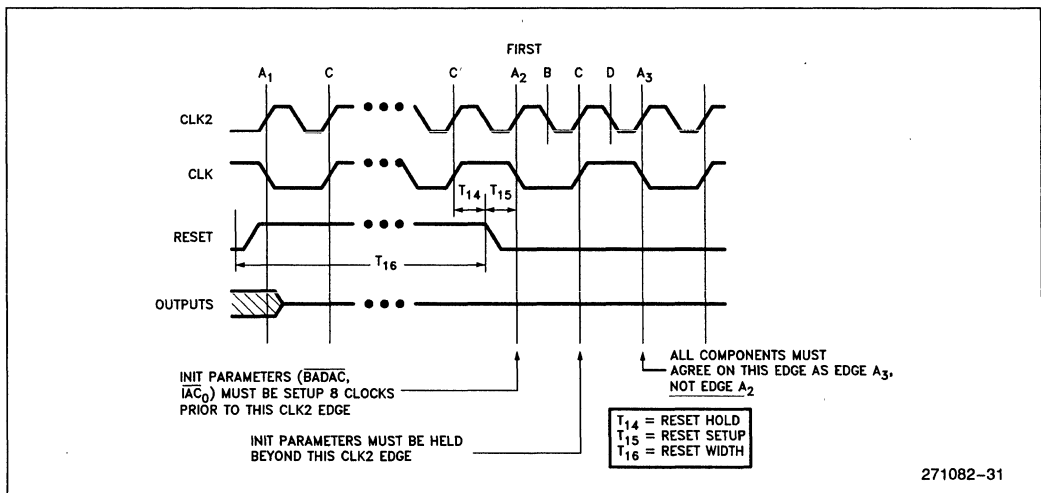 FIRST
A1 C C' A2 B C D A3
CLK2
CLK
T14 T15
RESET
T16
OUTPUTS
INIT PARAMETERS (BADAC,
IAC0) MUST BE SETUP 8 CLOCKS
PRIOR TO THIS CLK2 EDGE
INIT PARAMETERS MUST BE HELD
BEYOND THIS CLK2 EDGE
ALL COMPONENTS MUST
AGREE ON THIS EDGE AS EDGE A3,
NOT EDGE A2
T14 = RESET HOLD
T15 = RESET SETUP
T16 = RESET WIDTH
271082-31